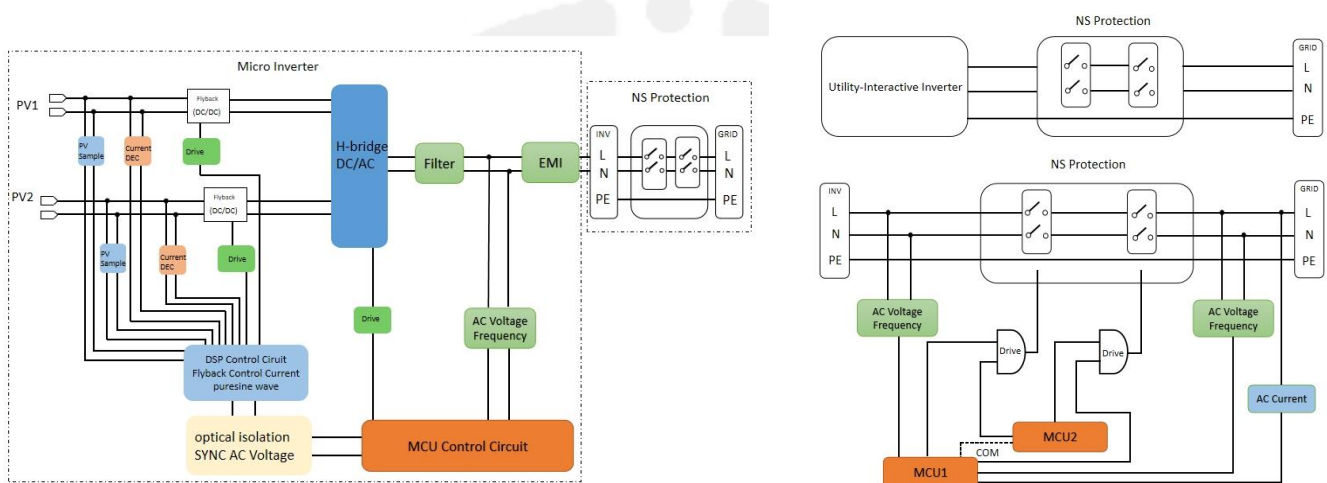 Micro Inverter
PV1
Flyback
(DC/DC)
PV
Sample
Current
DEC
Drive
PV2
Flyback
(DC/DC)
PV
Sample
Current
DEC
Drive
H-bridge
DC/AC
Filter
EMI
Drive
AC Voltage
Frequency
DSP Control Ciruit
Flyback Control Current
puresine wave
optical isolation
SYNC AC Voltage
MCU Control Circuit
NS Protection
INV
L
N
PE
GRID
L
N
PE
NS Protection
Utility-Interactive Inverter
GRID
L
N
PE
NS Protection
INV
L
N
PE
GRID
L
N
PE
AC Voltage
Frequency
AC Voltage
Frequency
Drive
Drive
AC Current
MCU2
COM
MCU1